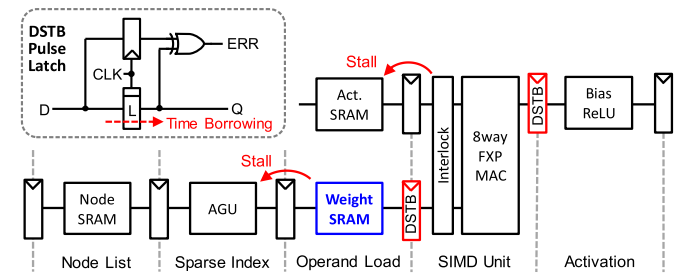 DSTB
Pulse
Latch
ERR
CLK
D
L
Q
Time Borrowing
Stall
Act.
SRAM
Interlock
8way
FXP
MAC
DSTB
Bias
ReLU
Stall
Node
SRAM
AGU
Weight
SRAM
DSTB
Node List
Sparse Index
Operand Load
SIMD Unit
Activation